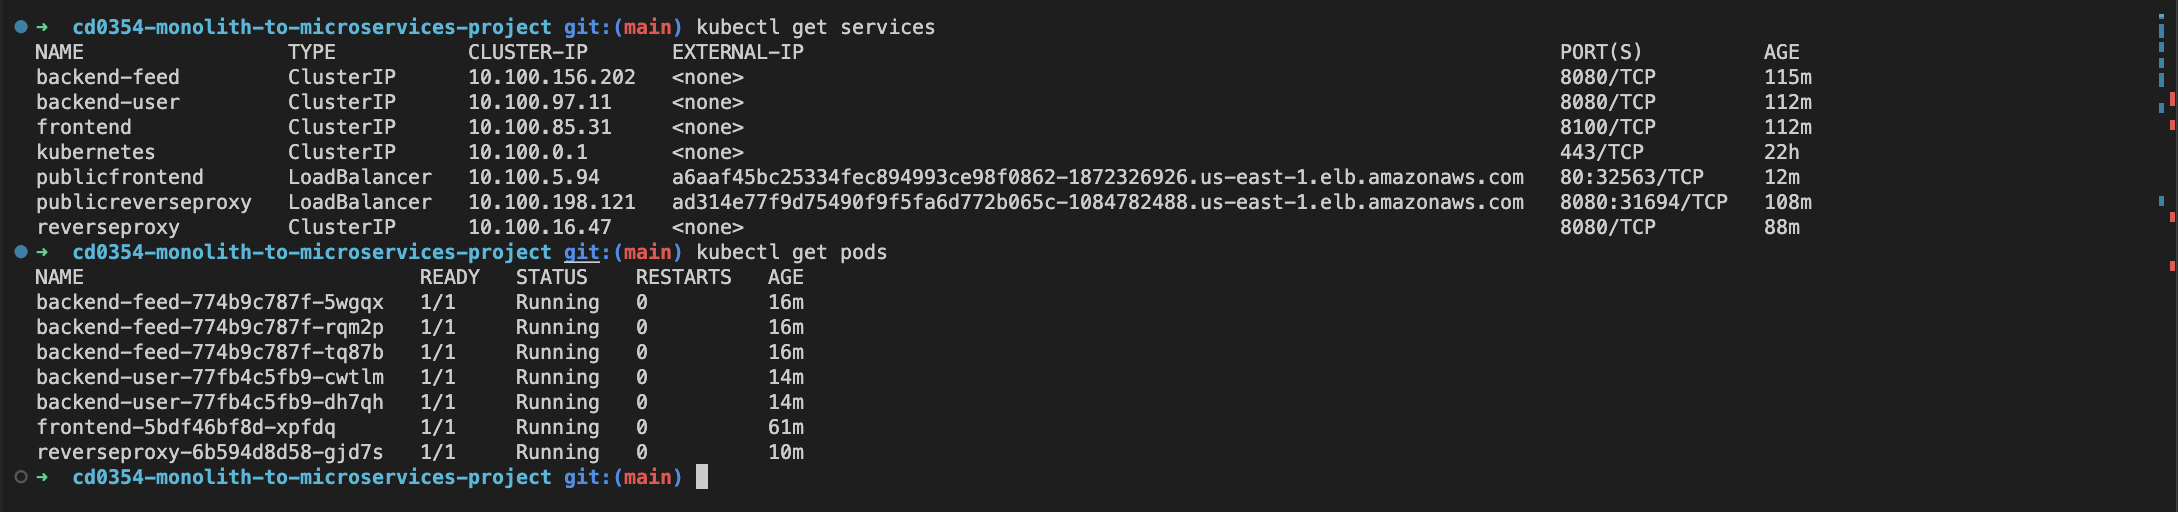 ➜ cd0354-monolith-to-microservices-project git:(main) kubectl get services
NAME TYPE CLUSTER-IP EXTERNAL-IP PORT(S) AGE
backend-feed ClusterIP 10.100.156.202 <none> 8080/TCP 115m
backend-user ClusterIP 10.100.97.11 <none> 8080/TCP 112m
frontend ClusterIP 10.100.85.31 <none> 8100/TCP 112m
kubernetes ClusterIP 10.100.0.1 <none> 443/TCP 22h
publicfrontend LoadBalancer 10.100.5.94 a6aaf45bc25334fec894993ce98f0862-1872326926.us-east-1.elb.amazonaws.com 80:32563/TCP 12m
publicreverseproxy LoadBalancer 10.100.198.121 ad314e77f9d75490f9f5fa6d772b065c-1084782488.us-east-1.elb.amazonaws.com 8080:31694/TCP 108m
reverseproxy ClusterIP 10.100.16.47 <none> 8080/TCP 88m
➜ cd0354-monolith-to-microservices-project git:(main) kubectl get pods
NAME READY STATUS RESTARTS AGE
backend-feed-774b9c787f-5wgqx 1/1 Running 0 16m
backend-feed-774b9c787f-rqm2p 1/1 Running 0 16m
backend-feed-774b9c787f-tq87b 1/1 Running 0 16m
backend-user-77fb4c5fb9-cwtlm 1/1 Running 0 14m
backend-user-77fb4c5fb9-dh7qh 1/1 Running 0 14m
frontend-5bdf46bf8d-xpfdq 1/1 Running 0 61m
reverseproxy-6b594d8d58-gjd7s 1/1 Running 0 10m
➜ cd0354-monolith-to-microservices-project git:(main)